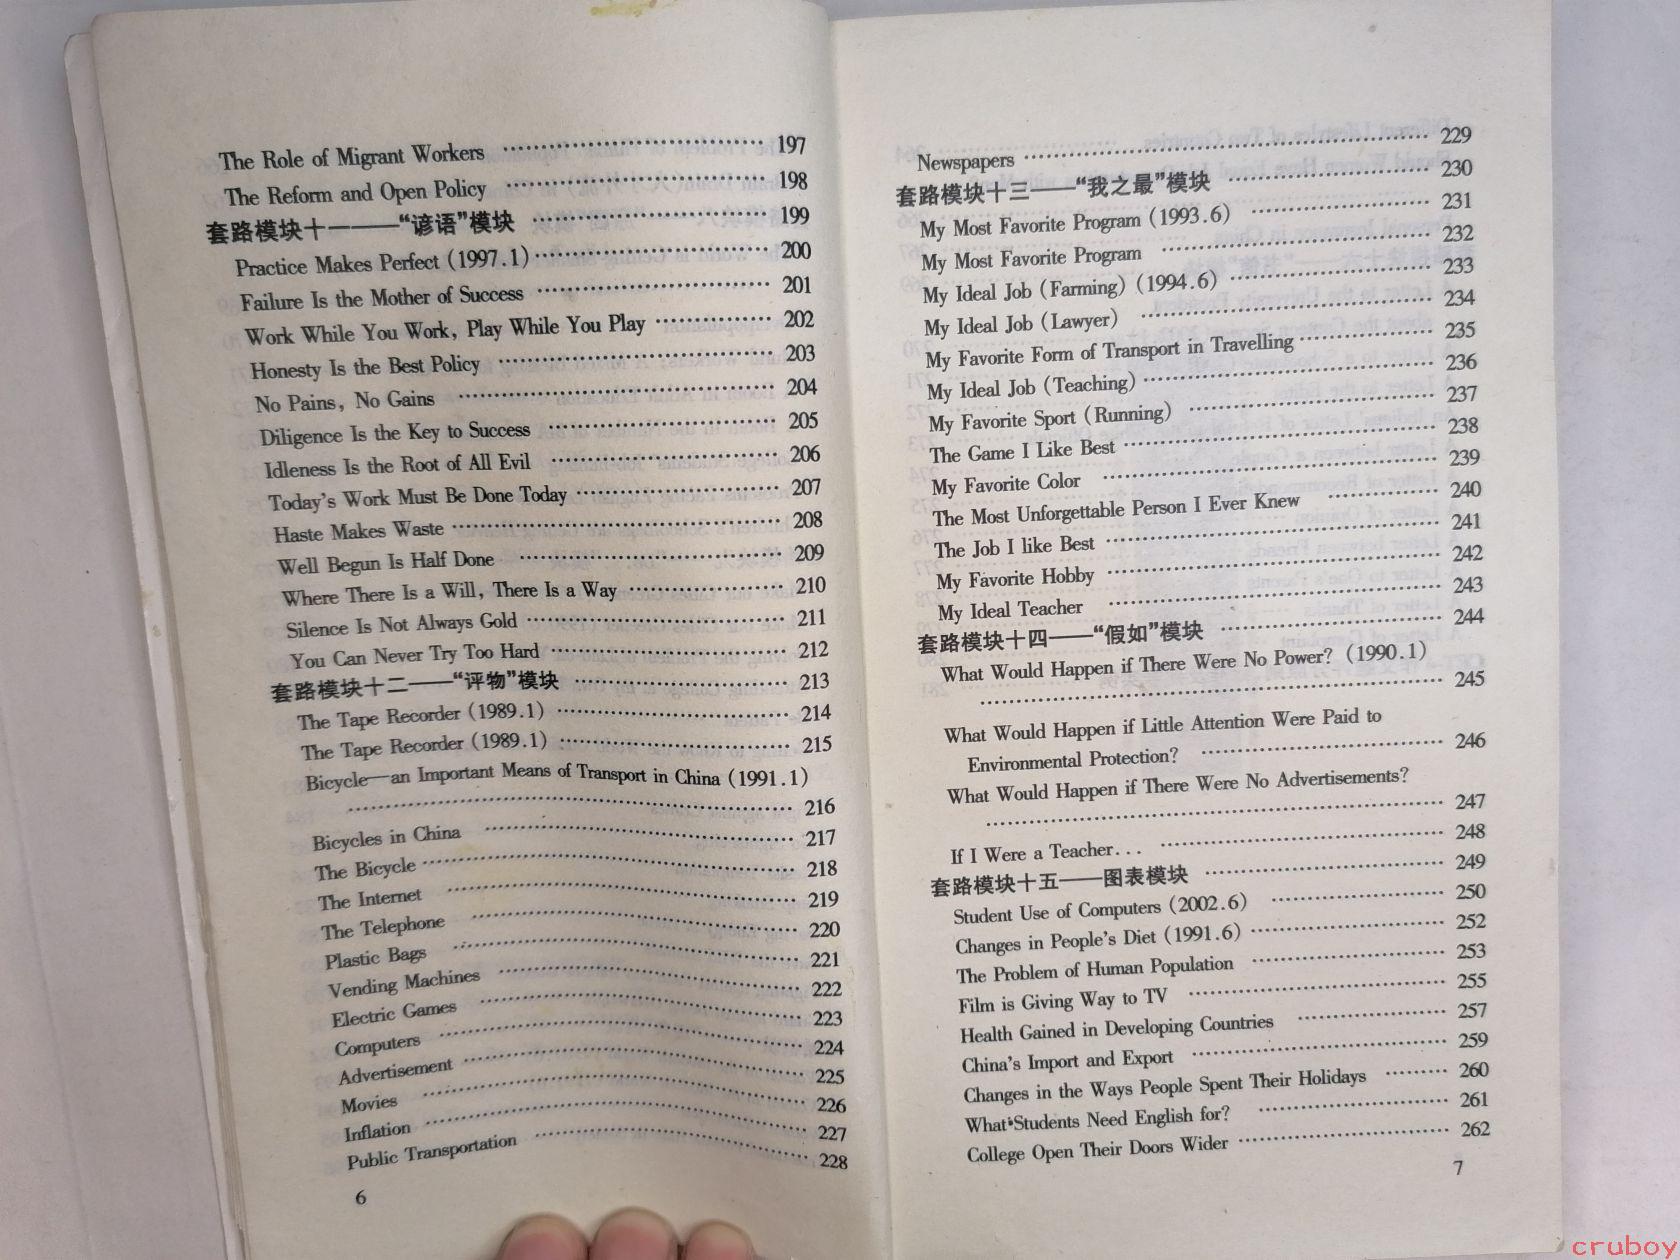 The Role of Migrant Workers ………… 197
The Reform and Open Policy ………… 198
套路模块十一——“谚语”模块 ………… 199
Practice Makes Perfect (1997.1) ………… 200
Failure Is the Mother of Success ………… 201
Work While You Work, Play While You Play ………… 202
Honesty Is the Best Policy ………… 203
No Pains, No Gains ………… 204
Diligence Is the Key to Success ………… 205
Idleness Is the Root of All Evil ………… 206
Today's Work Must Be Done Today ………… 207
Haste Makes Waste ………… 208
Well Begun Is Half Done ………… 209
Where There Is a Will, There Is a Way ………… 210
Silence Is Not Always Gold ………… 211
You Can Never Try Too Hard ………… 212
套路模块十二——“评物”模块 ………… 213
The Tape Recorder (1989.1) ………… 214
The Tape Recorder (1989.1) ………… 215
Bicycle—an Important Means of Transport in China (1991.1)
………… 216
Bicycles in China ………… 217
The Bicycle ………… 218
The Internet ………… 219
The Telephone ………… 220
Plastic Bags ………… 221
Vending Machines ………… 222
Electric Games ………… 223
Computers ………… 224
Advertisement ………… 225
Movies ………… 226
Inflation ………… 227
Public Transportation ………… 228
6
Newspapers ………… 229
套路模块十三——“我之最”模块 ………… 230
My Most Favorite Program (1993.6) ………… 231
My Most Favorite Program ………… 232
My Ideal Job (Farming) (1994.6) ………… 233
My Ideal Job (Lawyer) ………… 234
My Favorite Form of Transport in Travelling ………… 235
My Ideal Job (Teaching) ………… 236
My Favorite Sport (Running) ………… 237
The Game I Like Best ………… 238
My Favorite Color ………… 239
The Most Unforgettable Person I Ever Knew ………… 240
The Job I like Best ………… 241
My Favorite Hobby ………… 242
My Ideal Teacher ………… 243
套路模块十四——“假如”模块 ………… 244
What Would Happen if There Were No Power? (1990.1)
………… 245
What Would Happen if Little Attention Were Paid to
Environmental Protection? ………… 246
What Would Happen if There Were No Advertisements?
………… 247
If I Were a Teacher... ………… 248
套路模块十五——图表模块 ………… 249
Student Use of Computers (2002.6) ………… 250
Changes in People's Diet (1991.6) ………… 252
The Problem of Human Population ………… 253
Film is Giving Way to TV ………… 255
Health Gained in Developing Countries ………… 257
China's Import and Export ………… 259
Changes in the Ways People Spent Their Holidays ………… 260
What Students Need English for? ………… 261
College Open Their Doors Wider ………… 262
7
cruboy